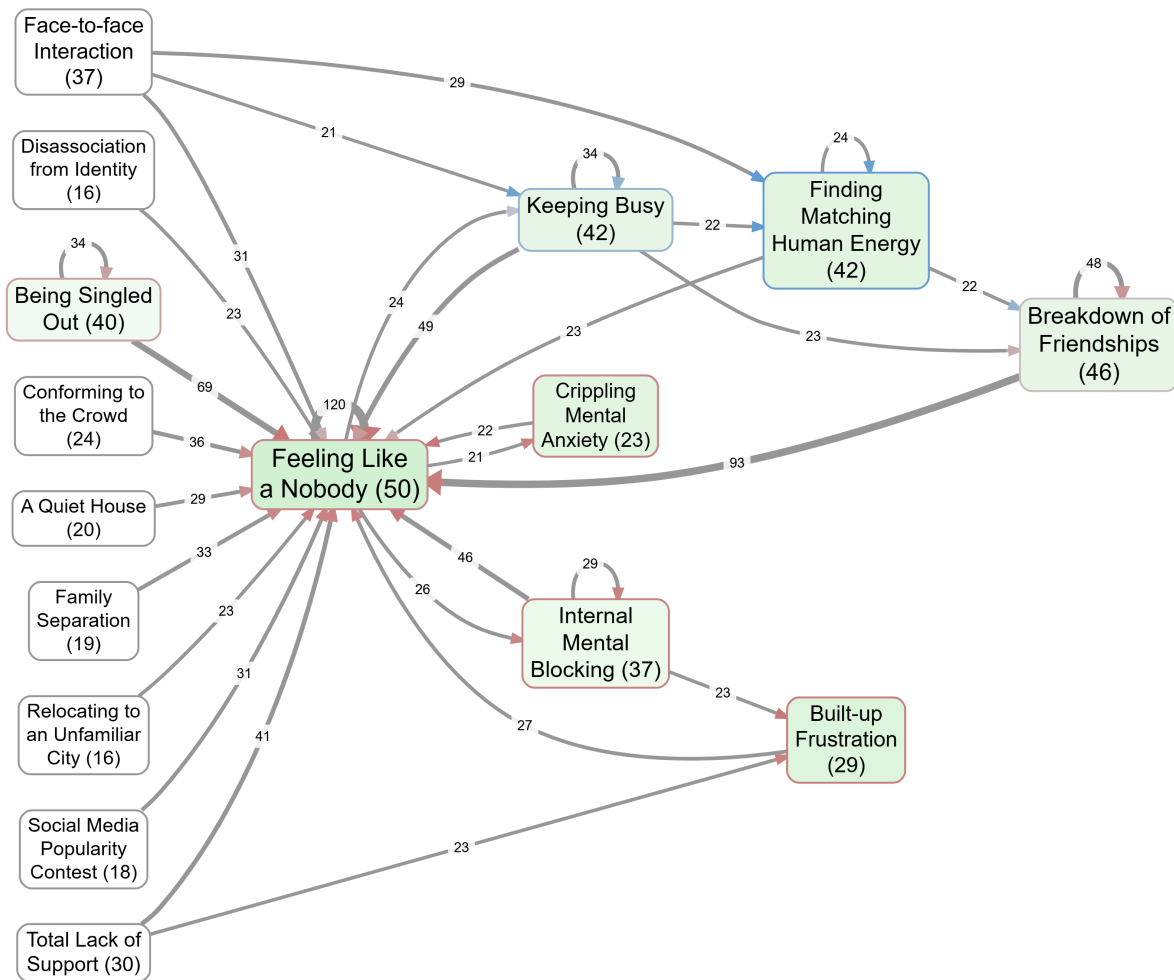 Face-to-face
Interaction
(37)
29
21
Disassociation
from Identity
(16)
31
23
34
Being Singled
Out (40)
69
34
Keeping Busy
(42)
22
24
Finding
Matching
Human Energy
(42)
22
48
Breakdown of
Friendships
(46)
24
49
23
23
Conforming to
the Crowd
(24)
36
120
Feeling Like
a Nobody (50)
22
21
Crippling
Mental
Anxiety (23)
93
A Quiet House
(20)
29
33
Family
Separation
(19)
23
46
26
29
Internal
Mental
Blocking (37)
23
Relocating to
an Unfamiliar
City (16)
31
41
27
Built-up
Frustration
(29)
Social Media
Popularity
Contest (18)
23
Total Lack of
Support (30)